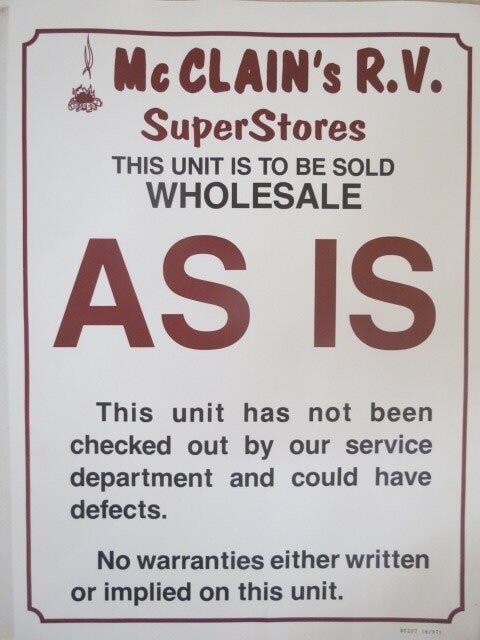 McCLAIN's R.V.
SuperStores
THIS UNIT IS TO BE SOLD
WHOLESALE
AS IS
This unit has not been
checked out by our service
department and could have
defects.
No warranties either written
or implied on this unit.